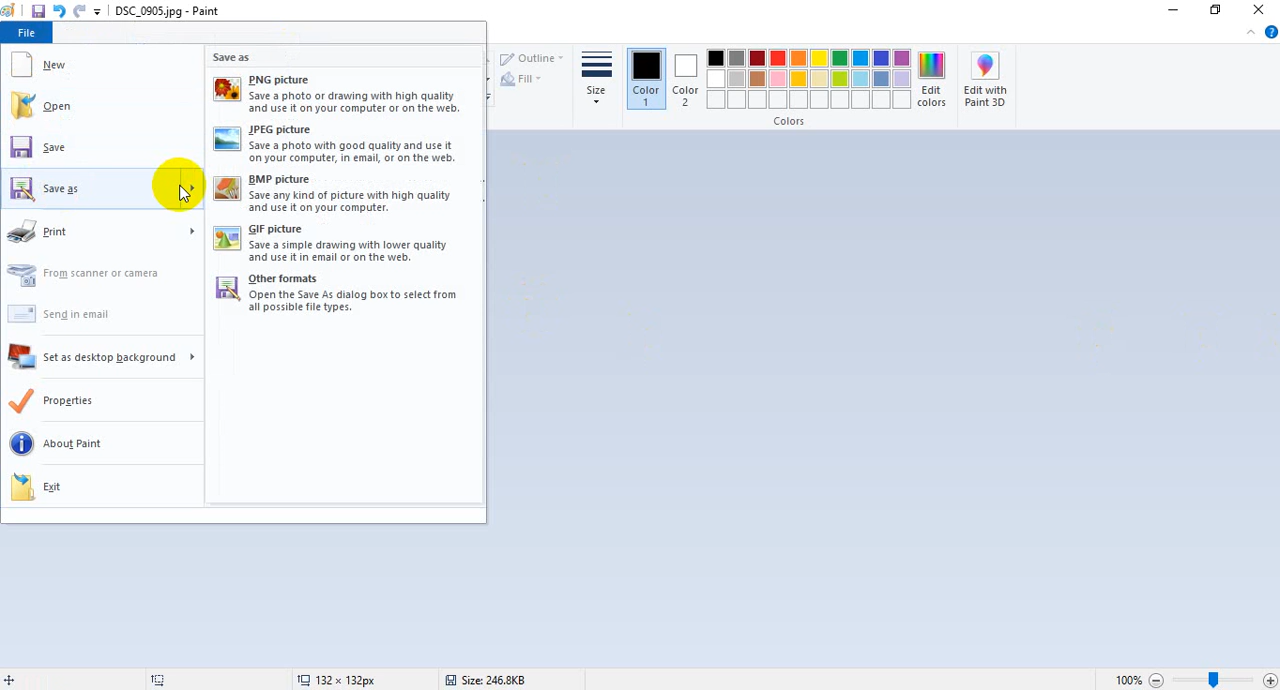 DSC_0905.jpg - Paint
File
New
Open
Save
Save as
Print
From scanner or camera
Send in email
Set as desktop background
Properties
About Paint
Exit
Save as
PNG picture
Save a photo or drawing with high quality
and use it on your computer or on the web.
JPEG picture
Save a photo with good quality and use it
on your computer, in email, or on the web.
BMP picture
Save any kind of picture with high quality
and use it on your computer.
GIF picture
Save a simple drawing with lower quality
and use it in email or on the web.
Other formats
Open the Save As dialog box to select from
all possible file types.
Outline
Fill
Size
Color
1
Color
2
Edit
colors
Edit with
Paint 3D
Colors
132 × 132px
Size: 246.8KB
100%